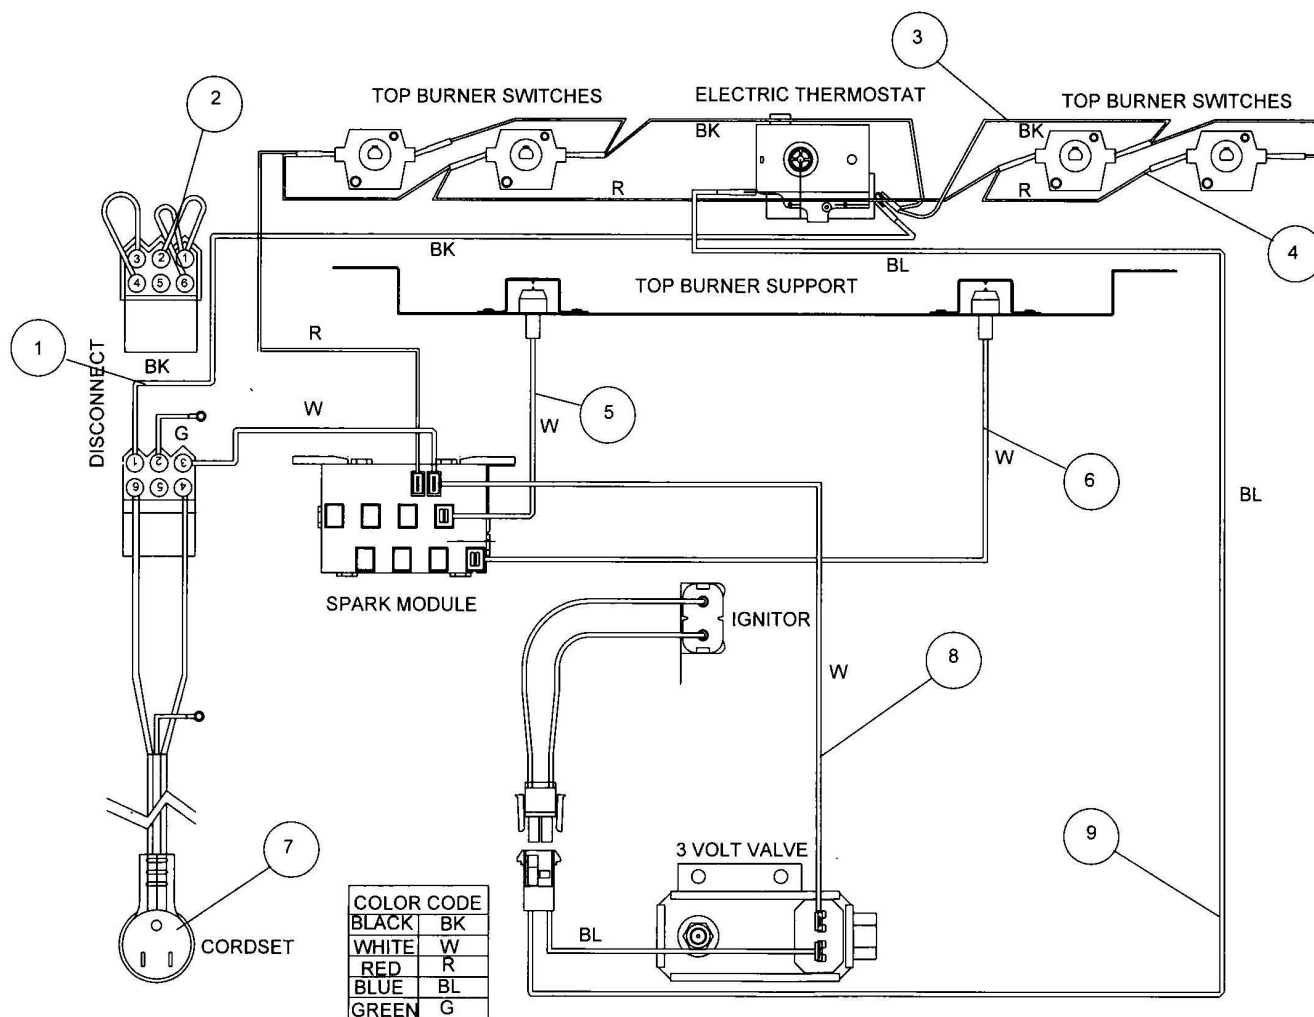 3
2
TOP BURNER SWITCHES
ELECTRIC THERMOSTAT
TOP BURNER SWITCHES
BK
BK
R
R
3 2 1
4 5 6
BK
BL
4
TOP BURNER SUPPORT
R
1
BK
DISCONNECT
W
5
W
G
1 2 3
6 5 4
W
6
BL
SPARK MODULE
IGNITOR
W
8
9
7
3 VOLT VALVE
CORDSET
BL
COLOR CODE
BLACK BK
WHITE W
RED R
BLUE BL
GREEN G